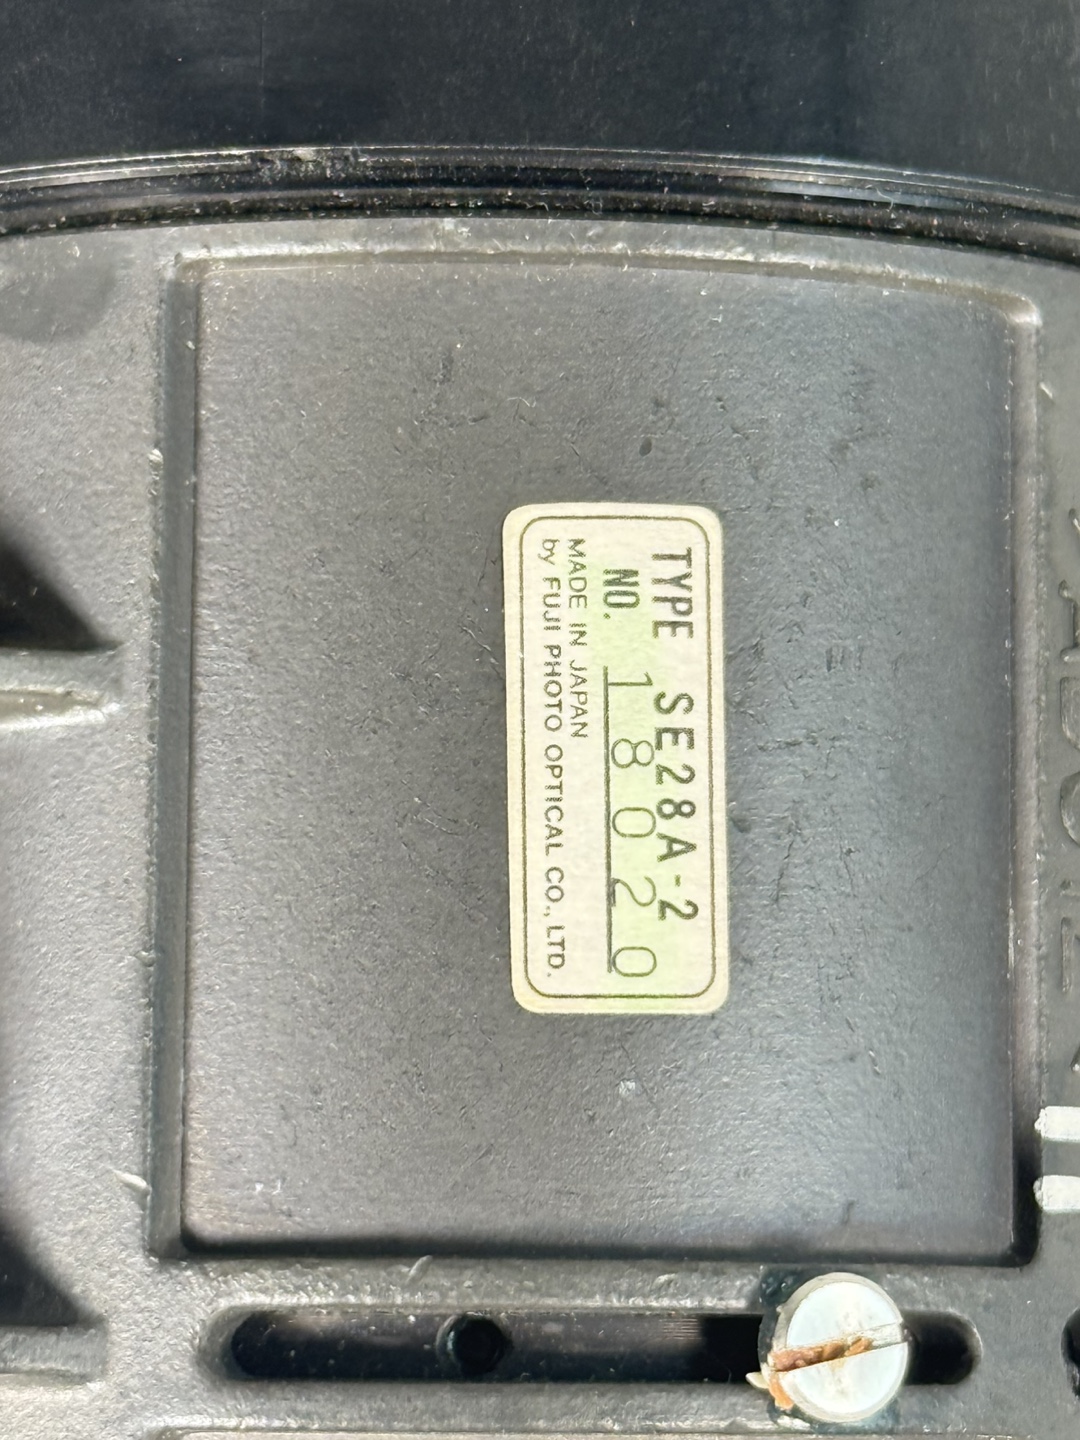 TYPE SE28A-2
NO. 18020
MADE IN JAPAN
by FUJI PHOTO OPTICAL CO., LTD.